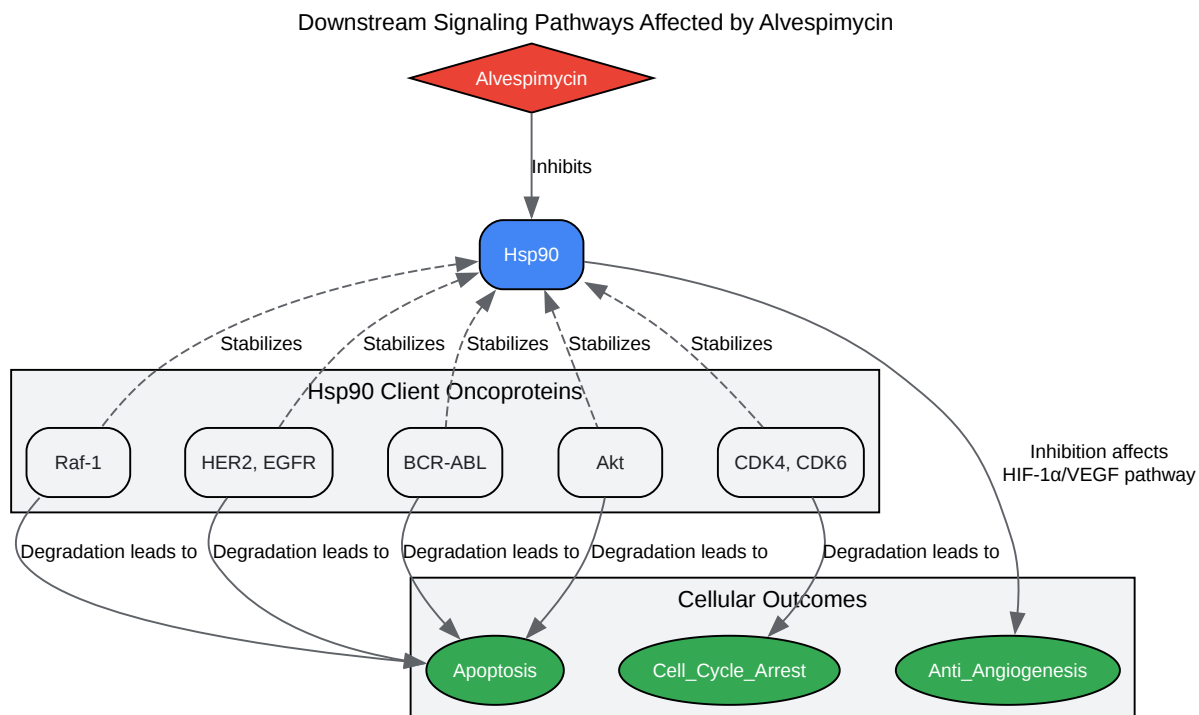 Downstream Signaling Pathways Affected by Alvespimycin
Alvespimycin
Inhibits
Hsp90
Stabilizes
Stabilizes
Stabilizes
Stabilizes
Stabilizes
Hsp90 Client Oncoproteins
Raf-1
HER2, EGFR
BCR-ABL
Akt
CDK4, CDK6
Inhibition affects
HIF-1α/VEGF pathway
Degradation leads to
Degradation leads to
Degradation leads to
Degradation leads to
Degradation leads to
Cellular Outcomes
Apoptosis
Cell_Cycle_Arrest
Anti_Angiogenesis